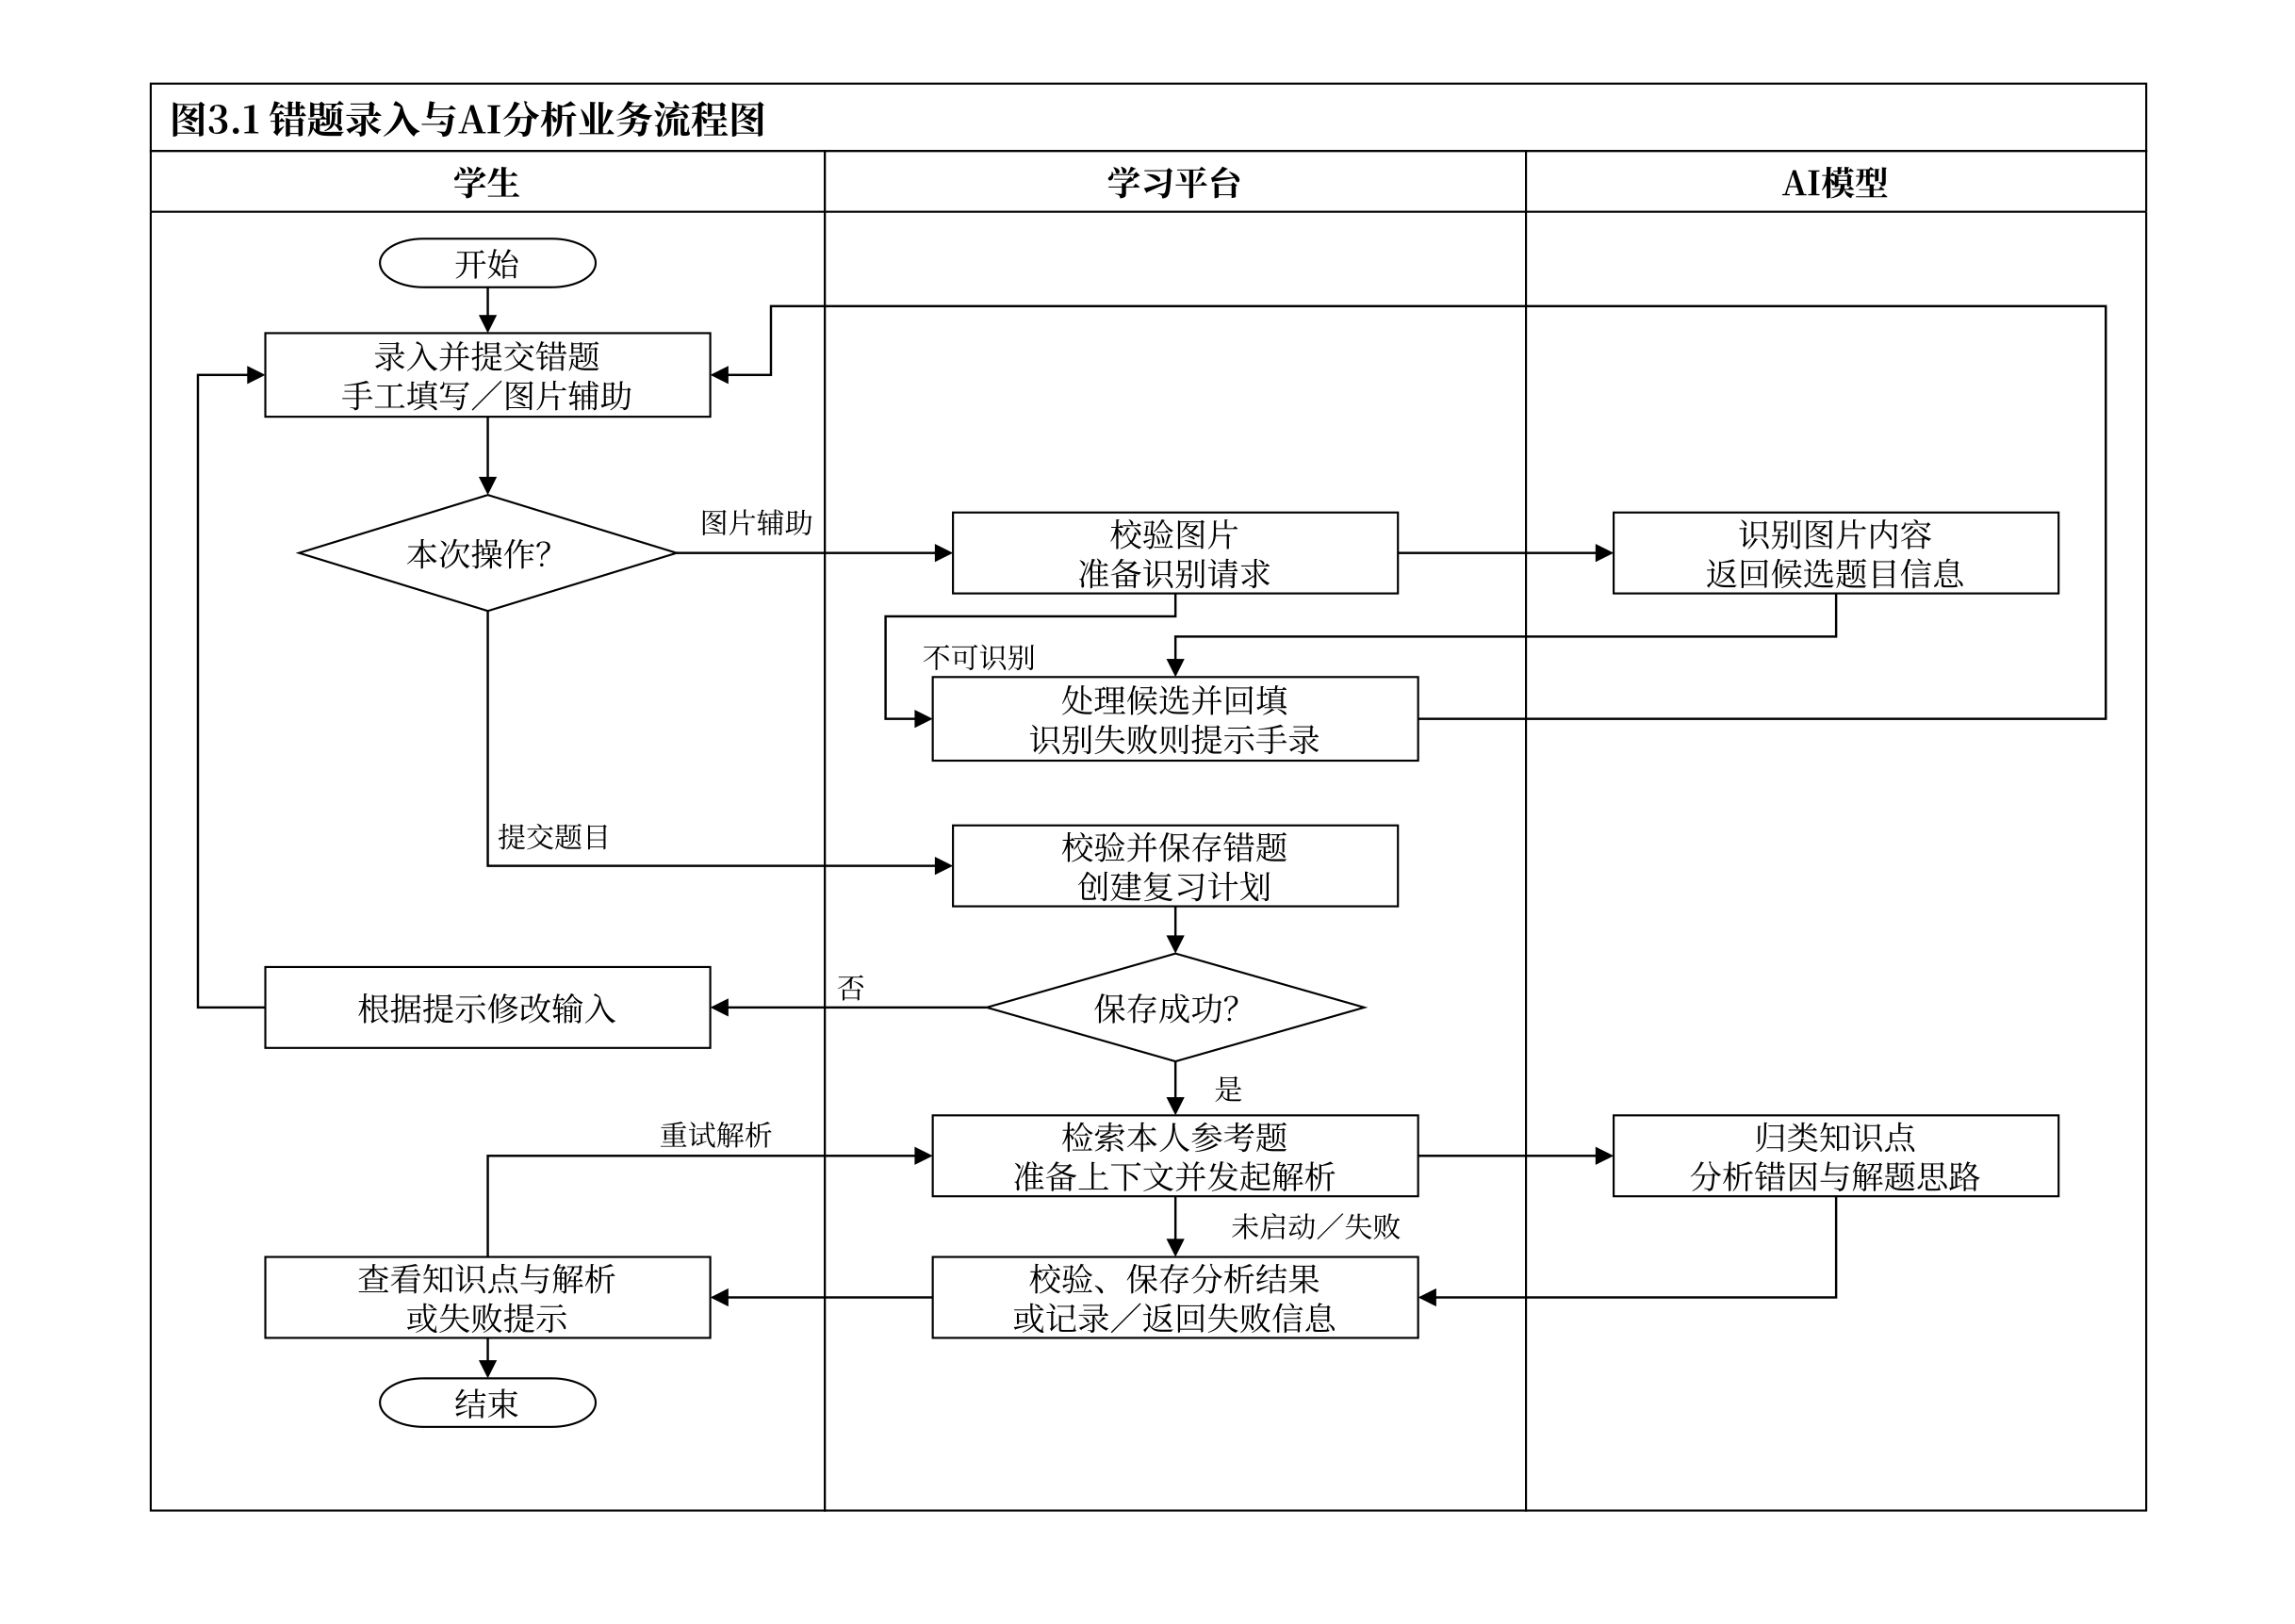 图3.1 错题录入与AI分析业务流程图
学生
学习平台
AI模型
开始
录入并提交错题
手工填写／图片辅助
本次操作？
图片辅助
校验图片
准备识别请求
识别图片内容
返回候选题目信息
不可识别
处理候选并回填
识别失败则提示手录
提交题目
校验并保存错题
创建复习计划
根据提示修改输入
否
保存成功？
是
重试解析
检索本人参考题
准备上下文并发起解析
归类知识点
分析错因与解题思路
未启动／失败
查看知识点与解析
或失败提示
校验、保存分析结果
或记录／返回失败信息
结束